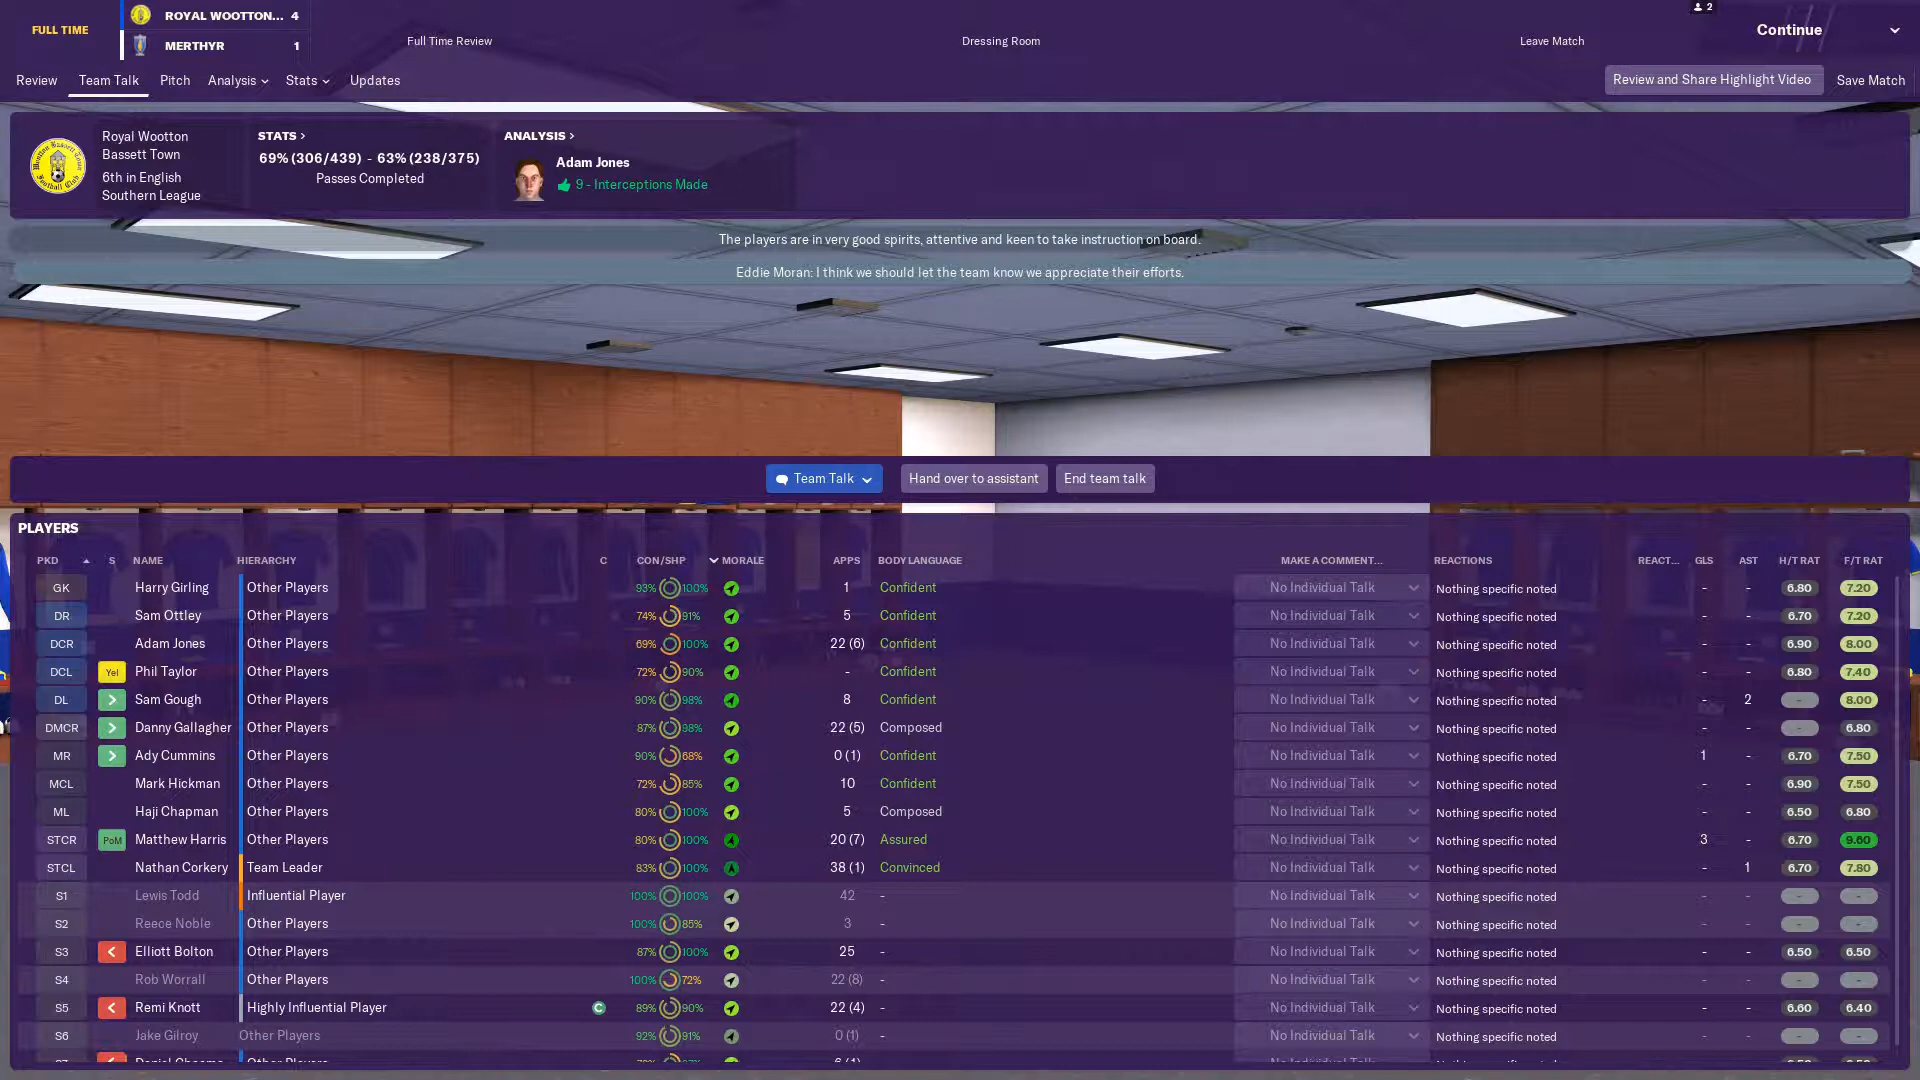 FULL TIME
ROYAL WOOTTON... 4
MERTHYR 1
Full Time Review
Dressing Room
Leave Match
2
Continue
Review Team Talk Pitch Analysis Stats Updates
Review and Share Highlight Video Save Match
Royal Wootton
Bassett Town
6th in English
Southern League
STATS >
69% (306/439) - 63% (238/375)
Passes Completed
ANALYSIS >
Adam Jones
9 - Interceptions Made
The players are in very good spirits, attentive and keen to take instruction on board.
Eddie Moran: I think we should let the team know we appreciate their efforts.
Team Talk Hand over to assistant End team talk
PLAYERS
PKD S NAME HIERARCHY C CON/SHP MORALE APPS BODY LANGUAGE MAKE A COMMENT... REACTIONS REACT... GLS AST H/T RAT F/T RAT
GK Harry Girling Other Players 93% 100% 1 Confident No Individual Talk Nothing specific noted - - 6.80 7.20
DR Sam Ottley Other Players 74% 91% 5 Confident No Individual Talk Nothing specific noted - - 6.70 7.20
DCR Adam Jones Other Players 69% 100% 22 (6) Confident No Individual Talk Nothing specific noted - - 6.90 8.00
DCL Yel Phil Taylor Other Players 72% 90% - Confident No Individual Talk Nothing specific noted - - 6.80 7.40
DL Sam Gough Other Players 90% 98% 8 Confident No Individual Talk Nothing specific noted - 2 - 8.00
DMCR Danny Gallagher Other Players 87% 98% 22 (5) Composed No Individual Talk Nothing specific noted - - - 6.80
MR Ady Cummins Other Players 90% 68% 0 (1) Confident No Individual Talk Nothing specific noted 1 - 6.70 7.50
MCL Mark Hickman Other Players 72% 85% 10 Confident No Individual Talk Nothing specific noted - - 6.90 7.50
ML Haji Chapman Other Players 80% 100% 5 Composed No Individual Talk Nothing specific noted - - 6.50 6.80
STCR PoM Matthew Harris Other Players 80% 100% 20 (7) Assured No Individual Talk Nothing specific noted 3 - 6.70 9.60
STCL Nathan Corkery Team Leader 83% 100% 38 (1) Convinced No Individual Talk Nothing specific noted - 1 6.70 7.80
S1 Lewis Todd Influential Player 100% 100% 42 - No Individual Talk Nothing specific noted - - - -
S2 Reece Noble Other Players 100% 85% 3 - No Individual Talk Nothing specific noted - - - -
S3 Elliott Bolton Other Players 87% 100% 25 - No Individual Talk Nothing specific noted - - 6.50 6.50
S4 Rob Worrall Other Players 100% 72% 22 (8) - No Individual Talk Nothing specific noted - - - -
S5 Remi Knott Highly Influential Player C 89% 90% 22 (4) - No Individual Talk Nothing specific noted - - 6.60 6.40
S6 Jake Gilroy Other Players 92% 91% 0 (1) - No Individual Talk Nothing specific noted - - - -
Other Players No Individual Talk Nothing specific noted